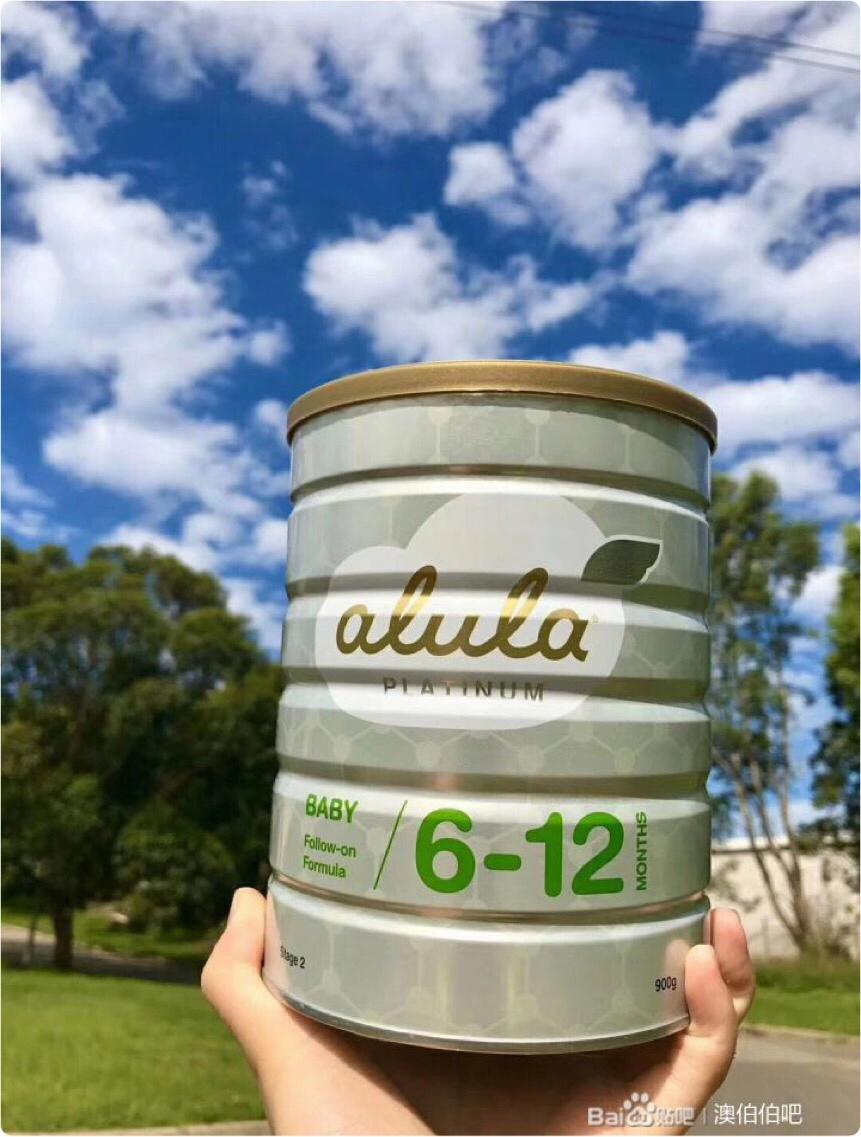 alula
PLATINUM
BABY
Follow-on
Formula
6-12
MONTHS
Stage 2
900g
Bai贴吧 | 澳伯伯吧